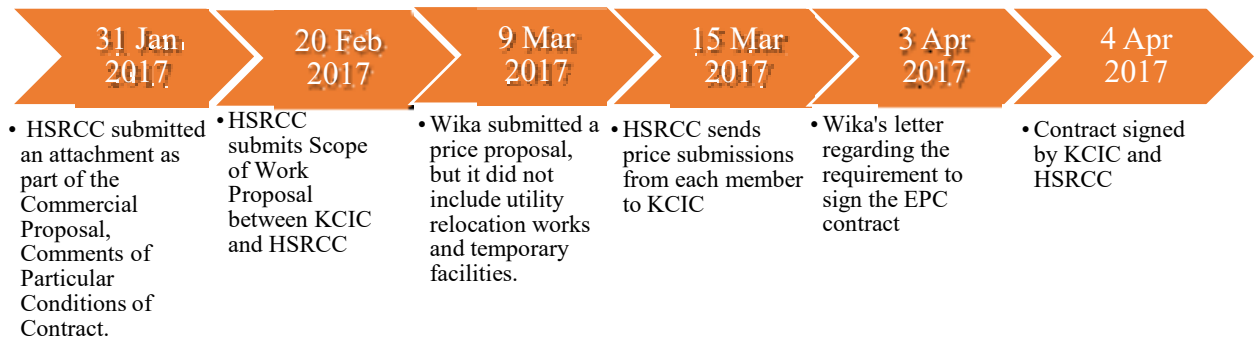 31 Jan
2017
20 Feb
2017
9 Mar
2017
15 Mar
2017
3 Apr
2017
4 Apr
2017
• HSRCC submitted
an attachment as
part of the
Commercial
Proposal,
Comments of
Particular
Conditions of
Contract.
• HSRCC
submits Scope
of Work
Proposal
between KCIC
and HSRCC
• Wika submitted a
price proposal,
but it did not
include utility
relocation works
and temporary
facilities.
• HSRCC sends
price submissions
from each member
to KCIC
• Wika's letter
regarding the
requirement to
sign the EPC
contract
• Contract signed
by KCIC and
HSRCC